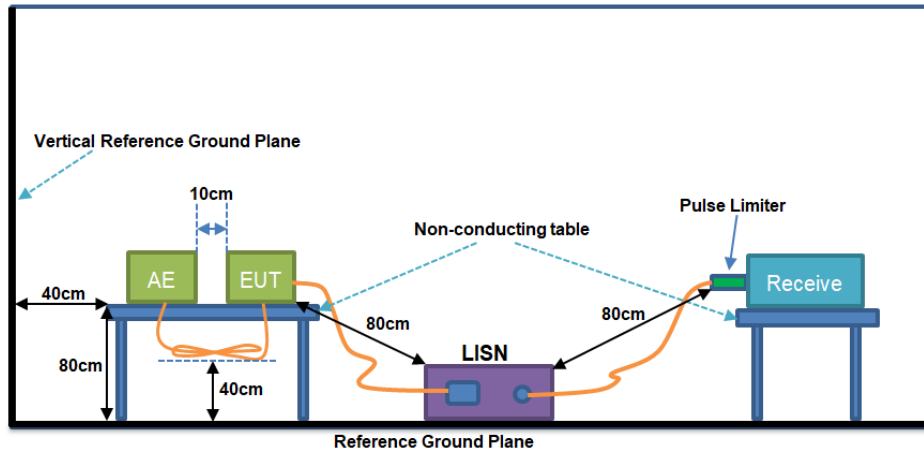 Vertical Reference Ground Plane
10cm
Pulse Limiter
Non-conducting table
AE
EUT
Receive
40cm
80cm
80cm
LISN
80cm
40cm
Reference Ground Plane